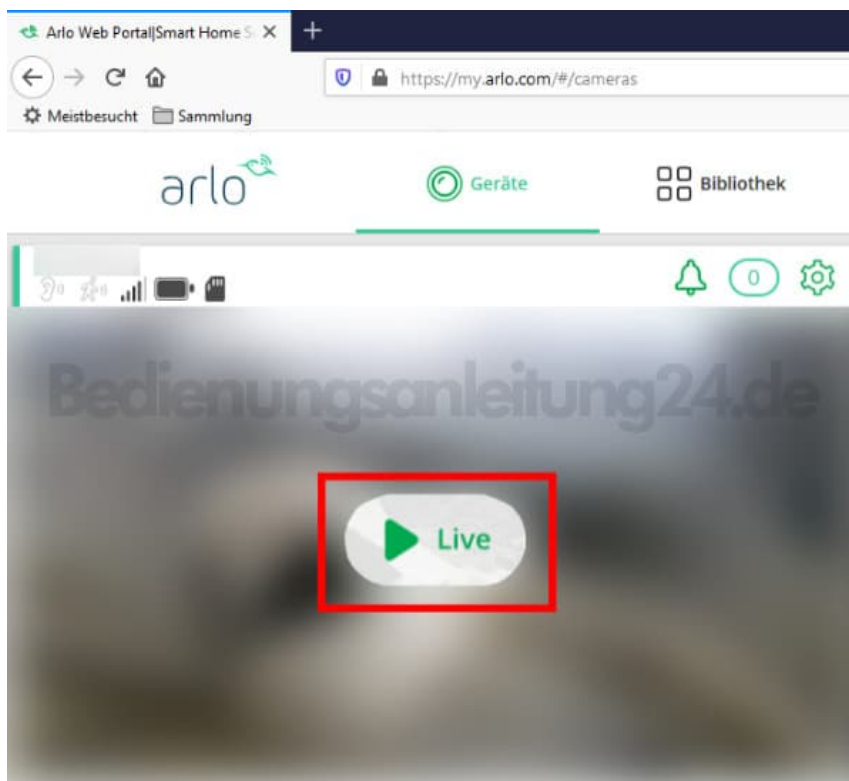 Arlo Web Portal|Smart Home S
https://my.arlo.com/#/cameras
Meistbesucht Sammlung
arlo Geräte Bibliothek
0
Bedienungsanleitung24.de
Live